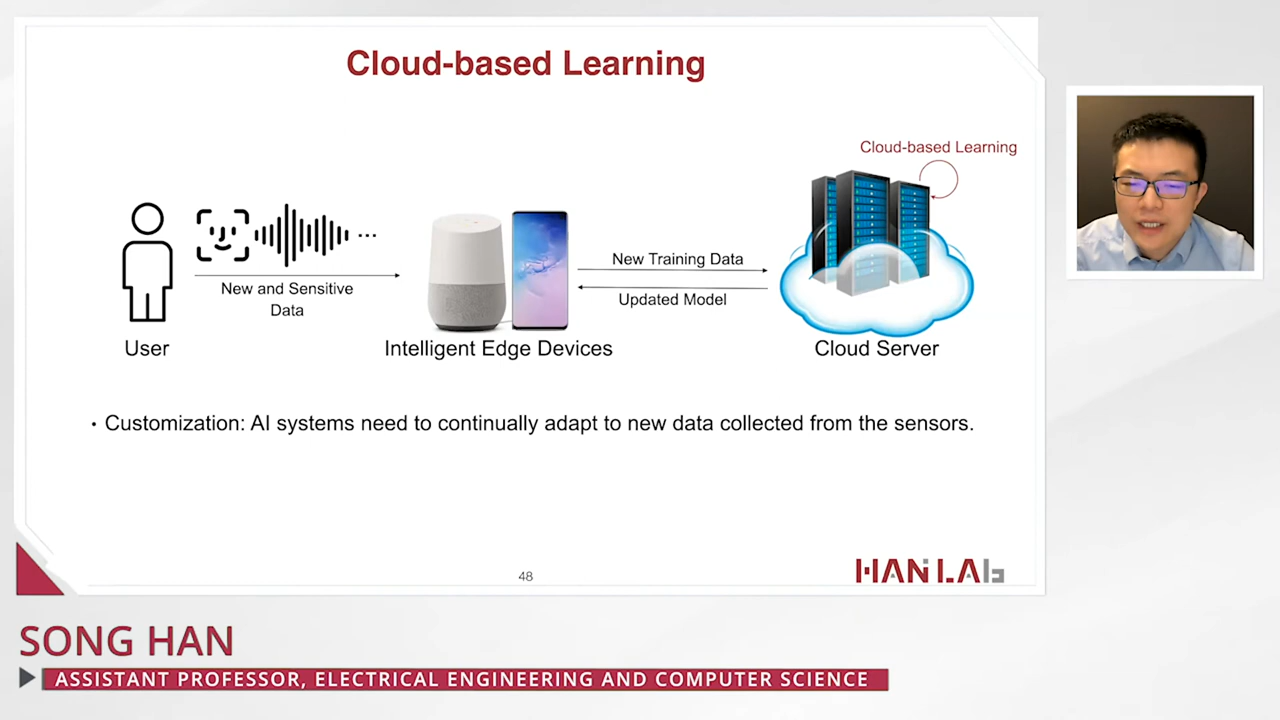 Cloud-based Learning
Cloud-based Learning
...
New and Sensitive
Data
New Training Data
Updated Model
User
Intelligent Edge Devices
Cloud Server
• Customization: AI systems need to continually adapt to new data collected from the sensors.
48
HAN LAb
SONG HAN
ASSISTANT PROFESSOR, ELECTRICAL ENGINEERING AND COMPUTER SCIENCE